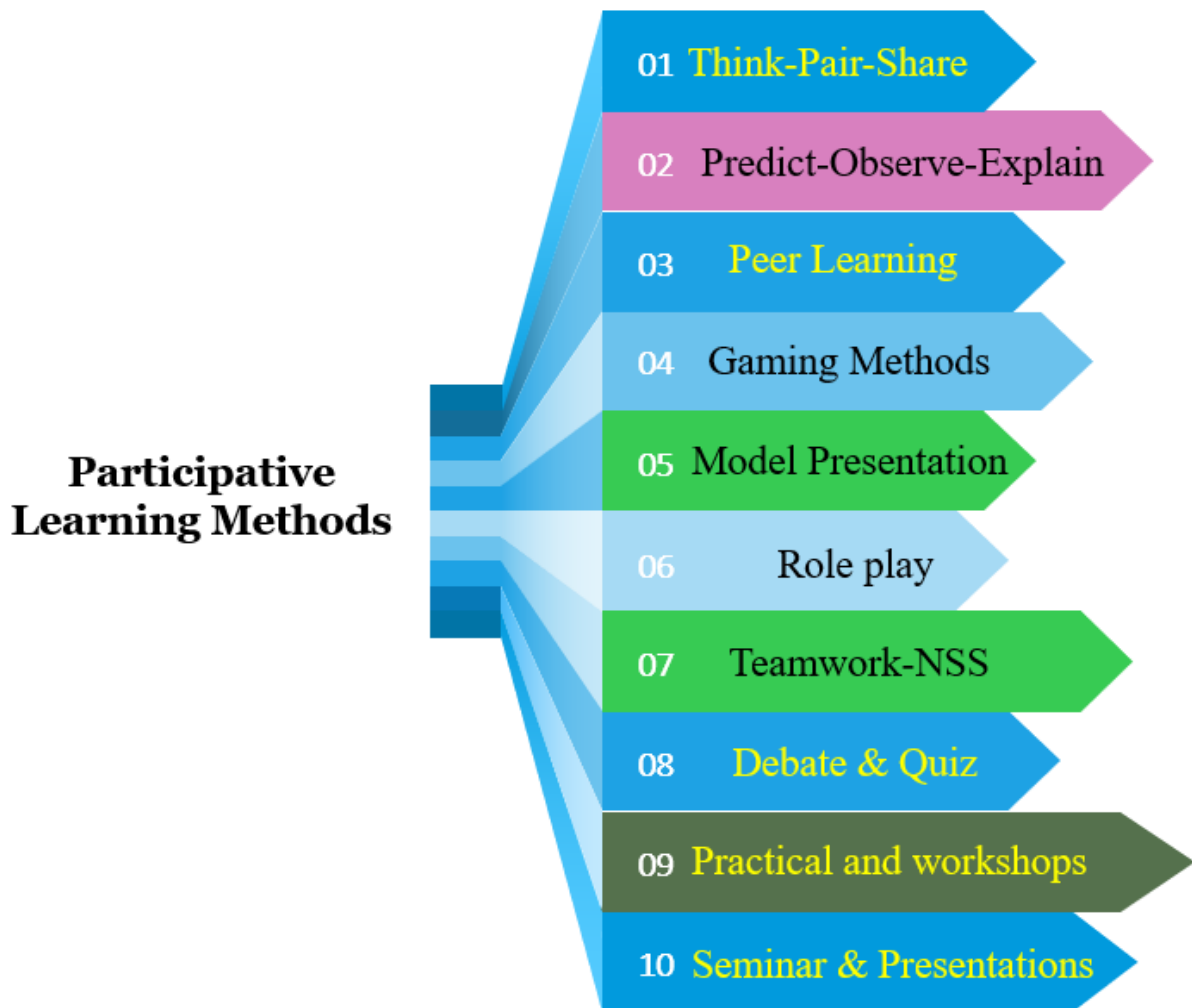 Participative
Learning Methods
01 Think-Pair-Share
02 Predict-Observe-Explain
03 Peer Learning
04 Gaming Methods
05 Model Presentation
06 Role play
07 Teamwork-NSS
08 Debate & Quiz
09 Practical and workshops
10 Seminar & Presentations